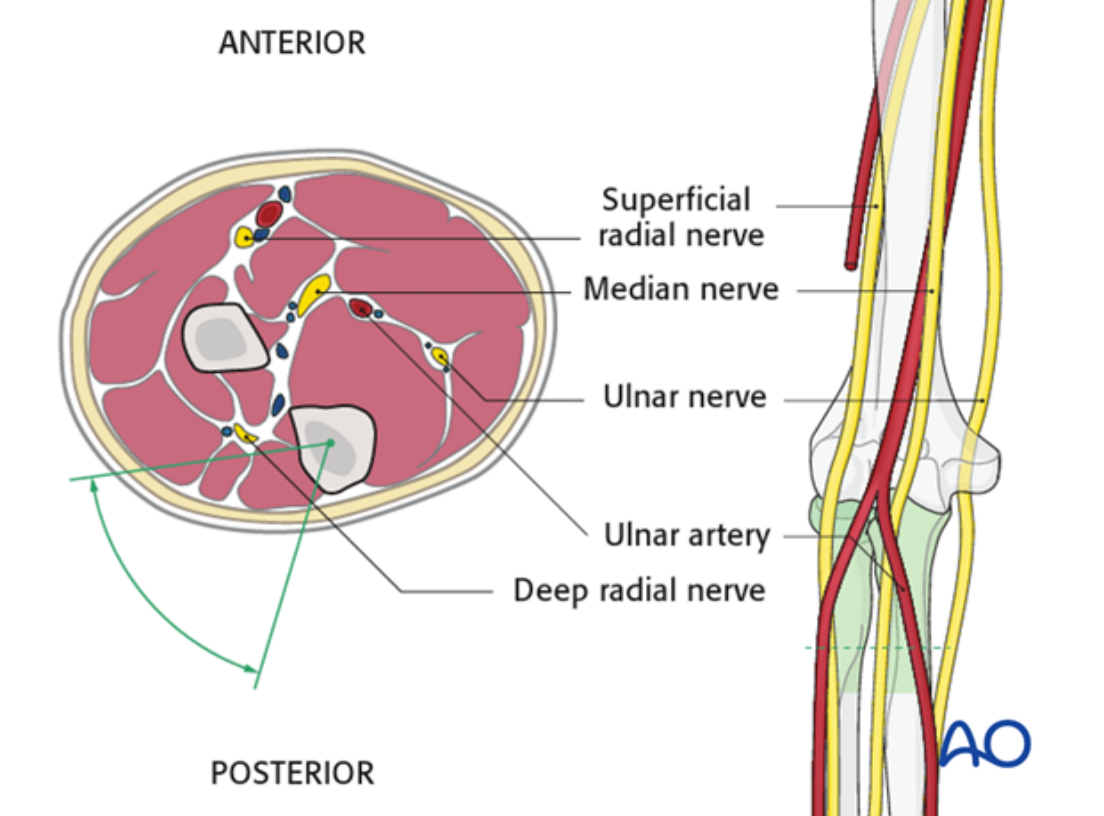 ANTERIOR
Superficial
radial nerve
Median nerve
Ulnar nerve
Ulnar artery
Deep radial nerve
AO
POSTERIOR